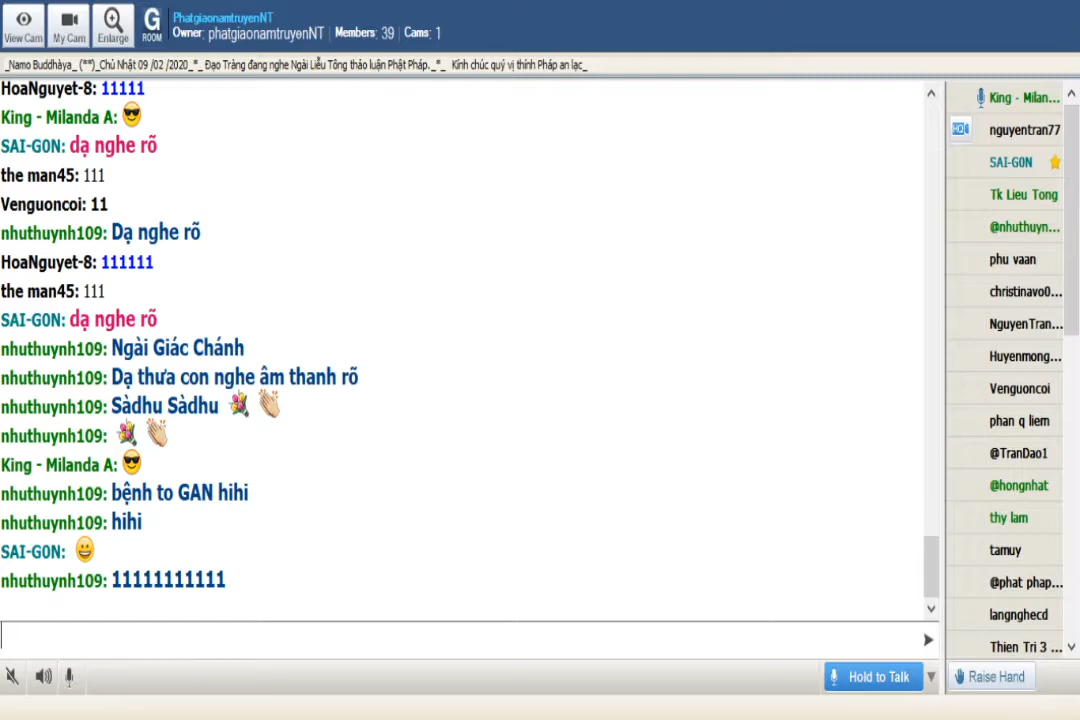 View Cam
My Cam
Enlarge
G
ROOM
PhatgiaonamtruyenNT
Owner: phatgiaonamtruyenNT | Members: 39 | Cams: 1
_Namo Buddhàya_ (**)_Chủ Nhật 09 /02 /2020_*_ Đạo Tràng đang nghe Ngài Liễu Tông thảo luận Phật Pháp._*_ Kính chúc quý vị thính Pháp an lạc_
HoaNguyet-8: 11111
King - Milanda A:
SAI-G0N: dạ nghe rõ
the man45: 111
Venguoncoi: 11
nhuthuynh109: Dạ nghe rõ
HoaNguyet-8: 111111
the man45: 111
SAI-G0N: dạ nghe rõ
nhuthuynh109: Ngài Giác Chánh
nhuthuynh109: Dạ thưa con nghe âm thanh rõ
nhuthuynh109: Sàdhu Sàdhu
nhuthuynh109:
King - Milanda A:
nhuthuynh109: bệnh to GAN hihi
nhuthuynh109: hihi
SAI-G0N:
nhuthuynh109: 11111111111
Hold to Talk
King - Milan...
HD
nguyentran77
SAI-G0N
Tk Lieu Tong
@nhuthuyn...
phu vaan
christinavo0...
NguyenTran...
Huyenmong...
Venguoncoi
phan q liem
@TranDao1
@hongnhat
thy lam
tamuy
@phat phap...
langnghecd
Thien Tri 3 ...
Raise Hand